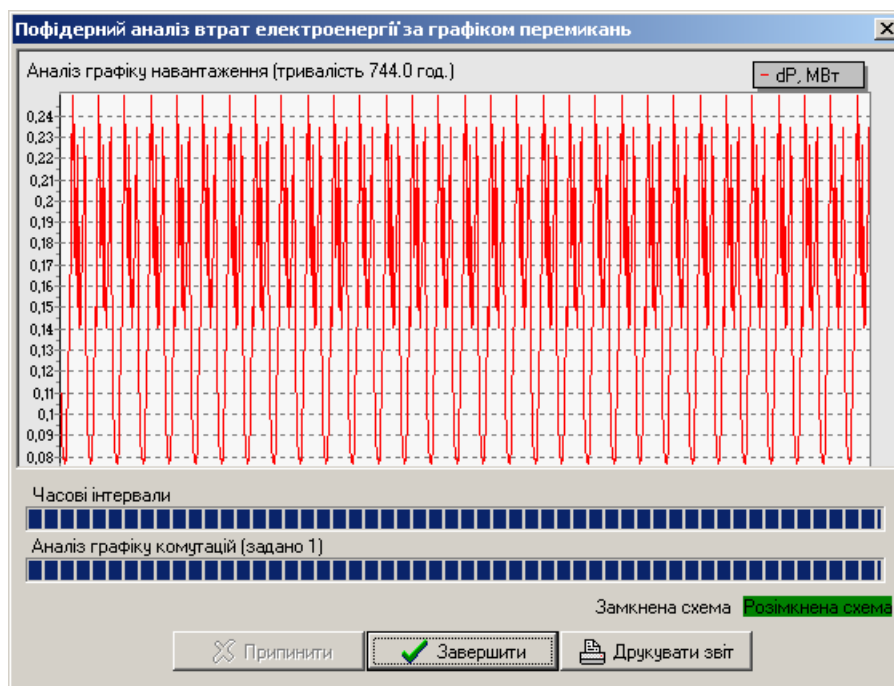 Пофідерний аналіз втрат електроенергії за графіком перемикань
Аналіз графіку навантаження (тривалість 744.0 год.)
dP, МВт
0,24
0,23
0,22
0,21
0,2
0,19
0,18
0,17
0,16
0,15
0,14
0,13
0,12
0,11
0,1
0,09
0,08
Часові інтервали
Аналіз графіку комутацій (задано 1)
Замкнена схема Розімкнена схема
Припинити Завершити Друкувати звіт